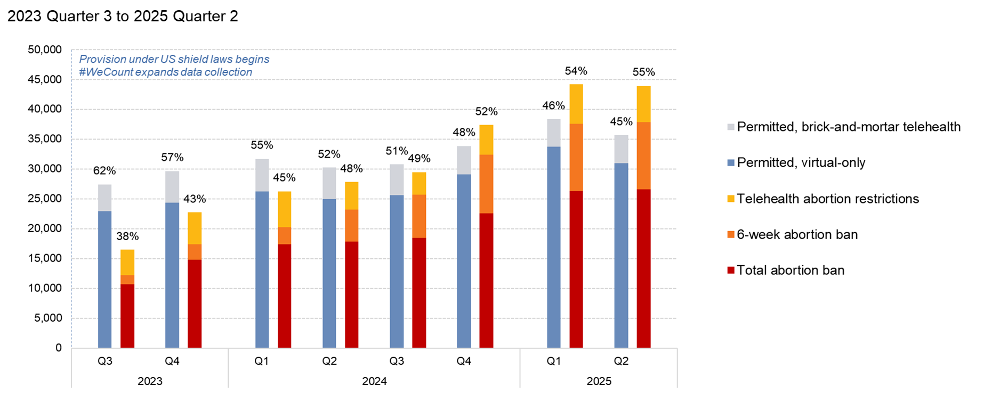 2023 Quarter 3 to 2025 Quarter 2
50,000
45,000
40,000
35,000
30,000
25,000
20,000
15,000
10,000
5,000
0
Provision under US shield laws begins
#WeCount expands data collection
62%
38%
57%
43%
55%
45%
52%
48%
51%
49%
48%
52%
46%
54%
45%
55%
Q3
Q4
Q1
Q2
Q3
Q4
Q1
Q2
2023
2024
2025
Permitted, brick-and-mortar telehealth
Permitted, virtual-only
Telehealth abortion restrictions
6-week abortion ban
Total abortion ban